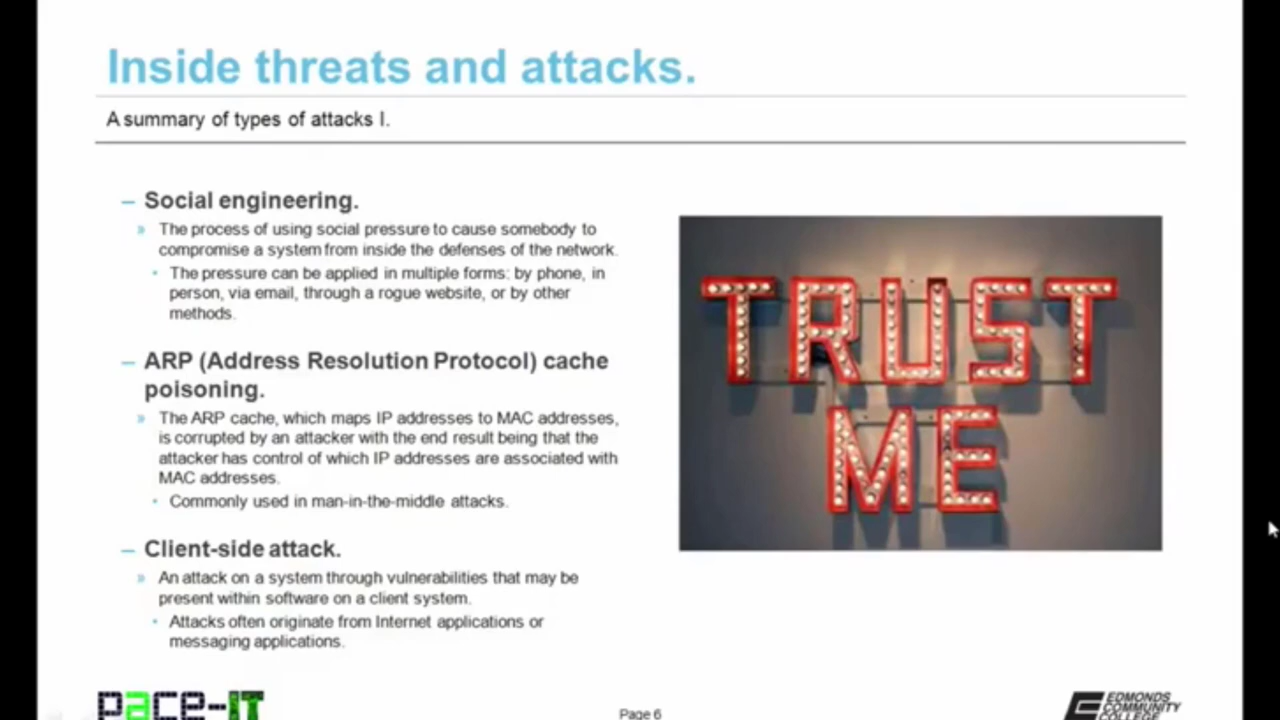 Inside threats and attacks.
A summary of types of attacks I.
– Social engineering.
» The process of using social pressure to cause somebody to
compromise a system from inside the defenses of the network.
• The pressure can be applied in multiple forms: by phone, in
person, via email, through a rogue website, or by other
methods.
– ARP (Address Resolution Protocol) cache
poisoning.
» The ARP cache, which maps IP addresses to MAC addresses,
is corrupted by an attacker with the end result being that the
attacker has control of which IP addresses are associated with
MAC addresses.
• Commonly used in man-in-the-middle attacks.
– Client-side attack.
» An attack on a system through vulnerabilities that may be
present within software on a client system.
• Attacks often originate from Internet applications or
messaging applications.
TRUST
ME
pace-IT
Page 6
EDMONDS
COMMUNITY
COLLEGE